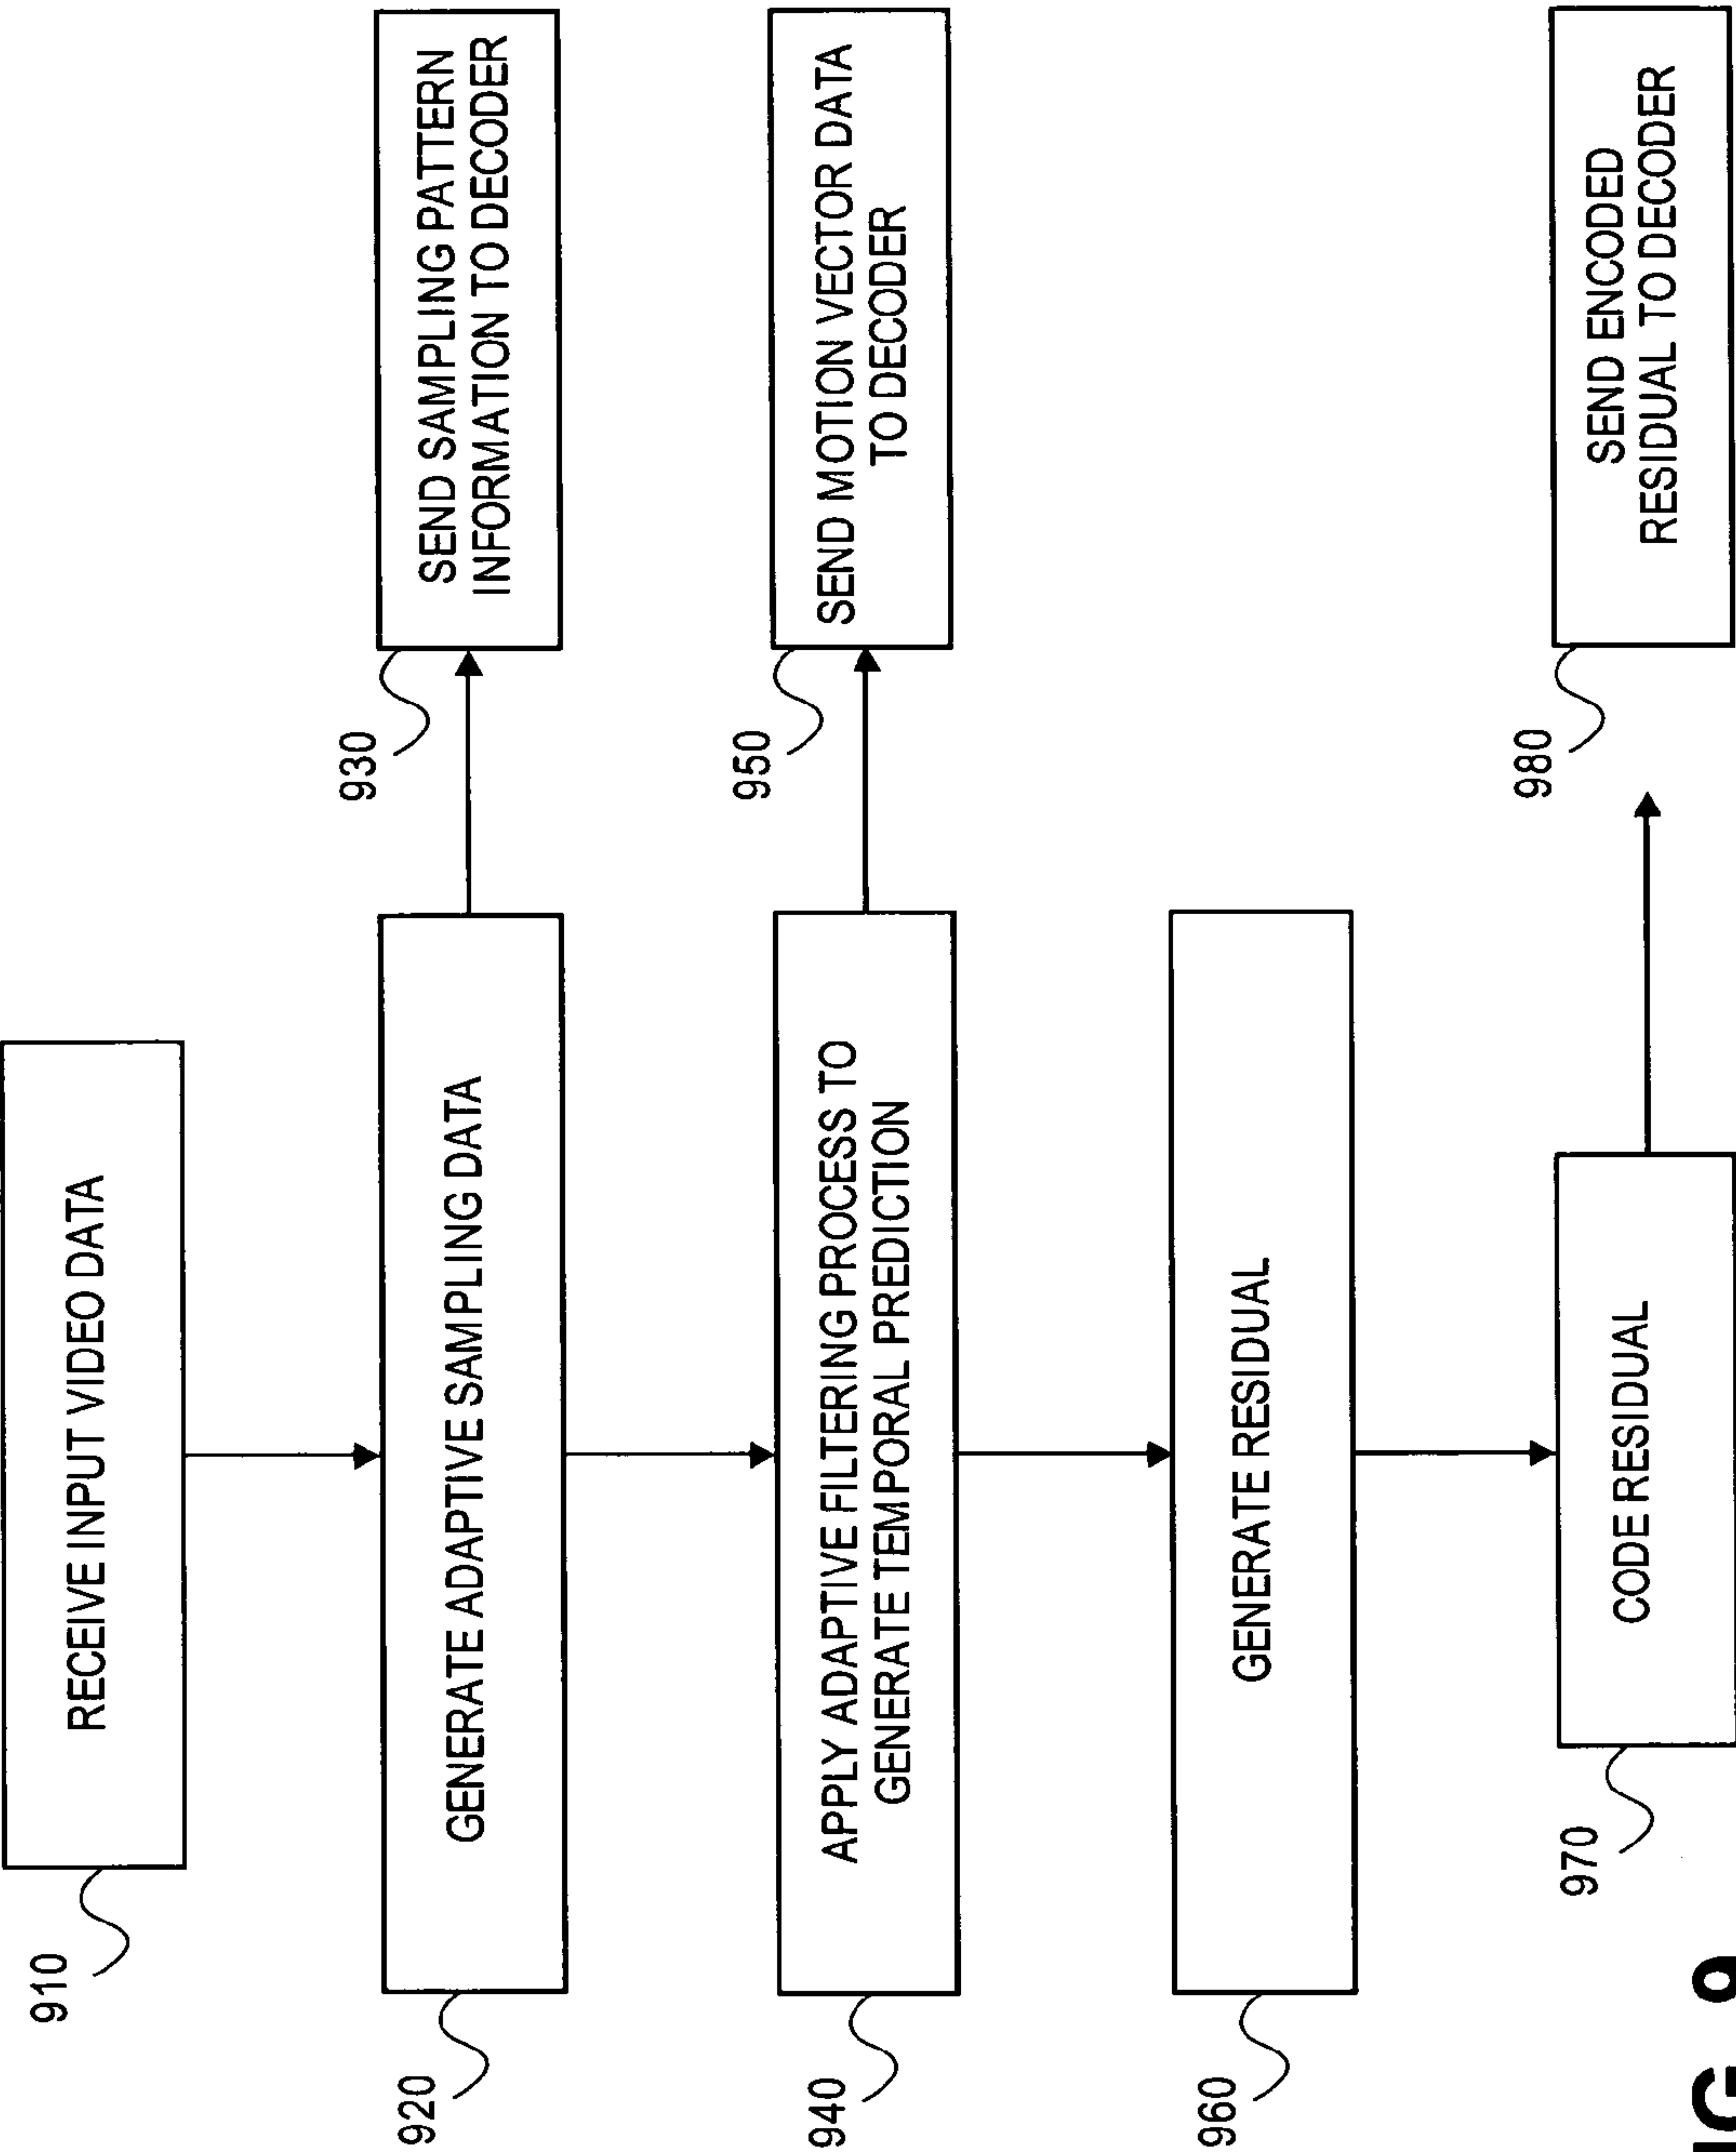 910
RECEIVE INPUT VIDEO DATA
920
GENERATE ADAPTIVE SAMPLING DATA
930
SEND SAMPLING PATTERN
INFORMATION TO DECODER
940
APPLY ADAPTIVE FILTERING PROCESS TO
GENERATE TEMPORAL PREDICTION
950
SEND MOTION VECTOR DATA
TO DECODER
960
GENERATE RESIDUAL
970
CODE RESIDUAL
980
SEND ENCODED
RESIDUAL TO DECODER